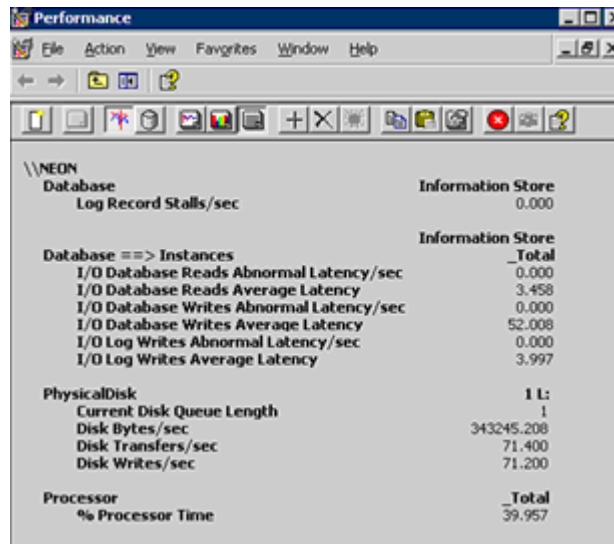 Performance
File Action View Favorites Window Help
\\NEON
Database Information Store
Log Record Stalls/sec 0.000
Information Store
Database ==> Instances _Total
I/O Database Reads Abnormal Latency/sec 0.000
I/O Database Reads Average Latency 3.458
I/O Database Writes Abnormal Latency/sec 0.000
I/O Database Writes Average Latency 52.008
I/O Log Writes Abnormal Latency/sec 0.000
I/O Log Writes Average Latency 3.997
PhysicalDisk 1 L:
Current Disk Queue Length 1
Disk Bytes/sec 343245.208
Disk Transfers/sec 71.400
Disk Writes/sec 71.200
Processor _Total
% Processor Time 39.957